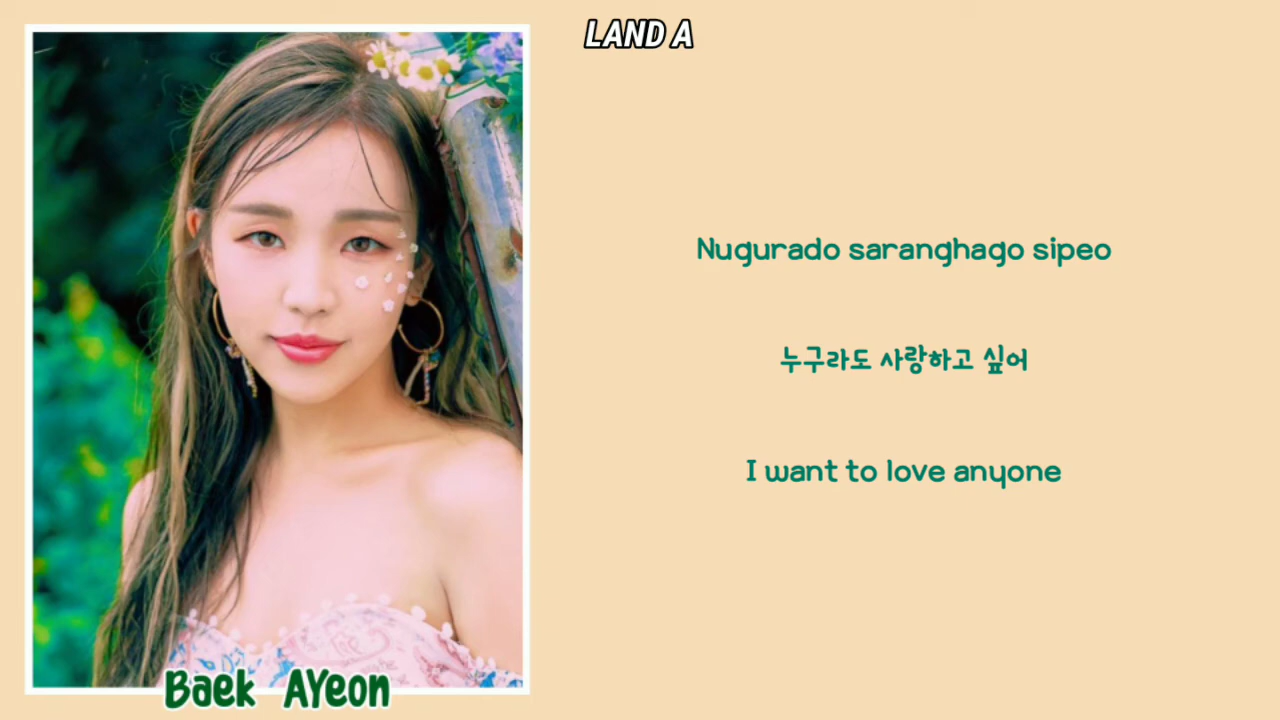 LAND A
Nugurado saranghago sipeo
누구라도 사랑하고 싶어
I want to love anyone
Baek AYeon